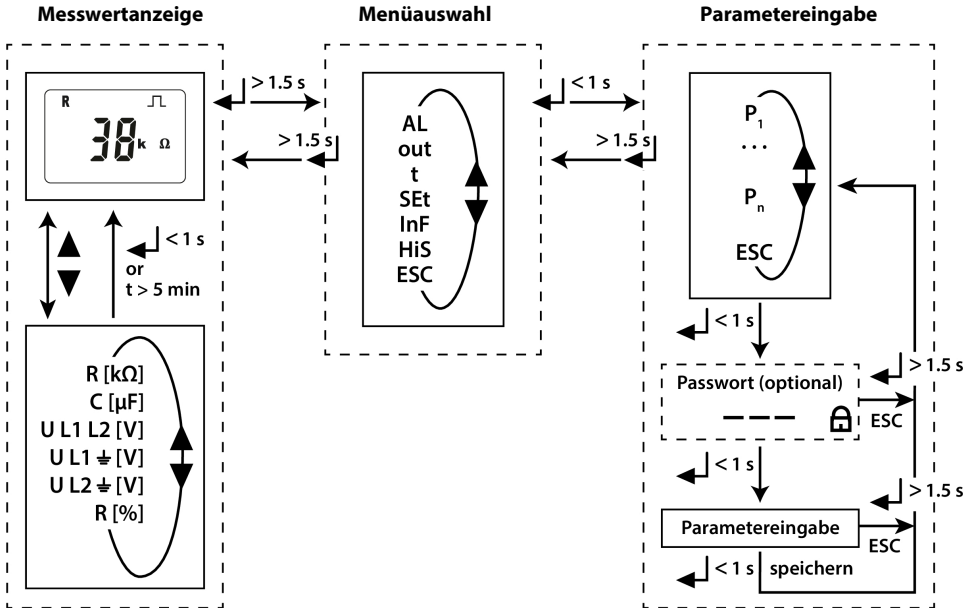 Messwertanzeige
Menüauswahl
Parametereingabe
R
38 k Ω
> 1.5 s
> 1.5 s
< 1 s
or
t > 5 min
R [kΩ]
C [µF]
U L1 L2 [V]
U L1 ⏚ [V]
U L2 ⏚ [V]
R [%]
AL
out
t
SEt
InF
HiS
ESC
< 1 s
> 1.5 s
P1
...
Pn
ESC
< 1 s
> 1.5 s
Passwort (optional)
_ _ _
ESC
< 1 s
> 1.5 s
Parametereingabe
ESC
< 1 s
speichern